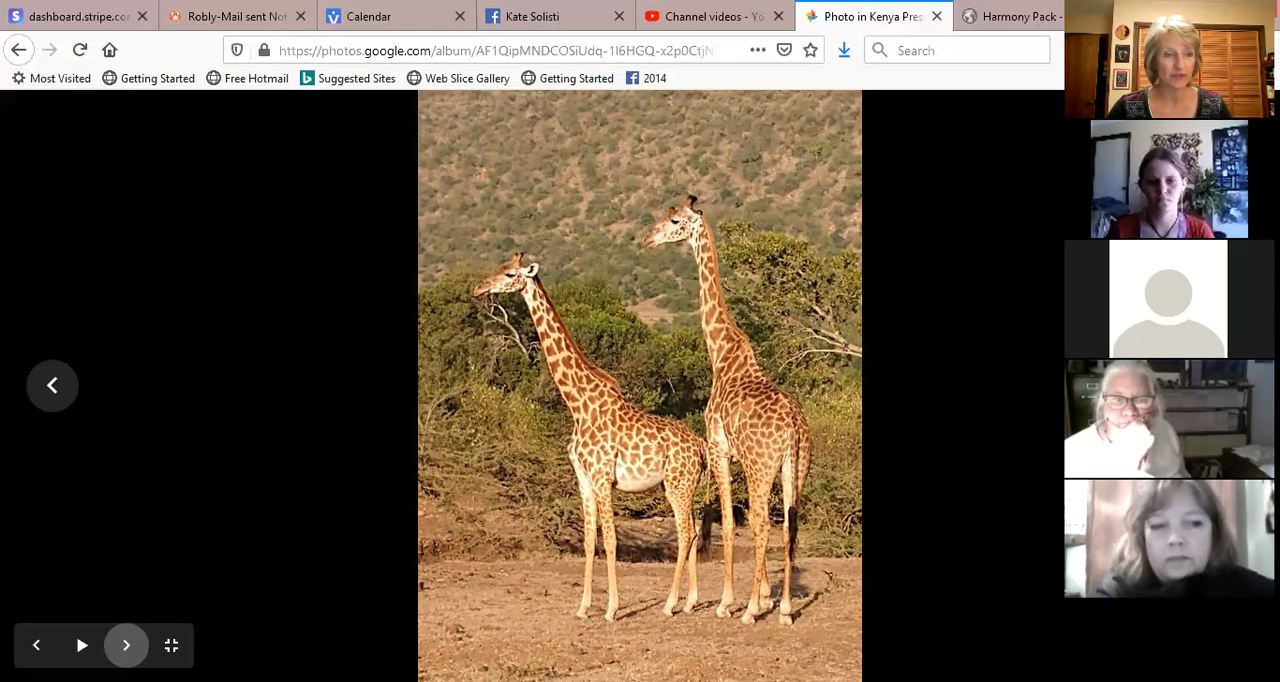 dashboard.stripe.co
Robly-Mail sent Not
Calendar
Kate Solisti
Channel videos - Yo
Photo in Kenya Pres
Harmony Pack -
https://photos.google.com/album/AF1QipMNDCOSiUdq-1I6HGQ-x2p0CtjN
Search
Most Visited
Getting Started
Free Hotmail
Suggested Sites
Web Slice Gallery
Getting Started
2014